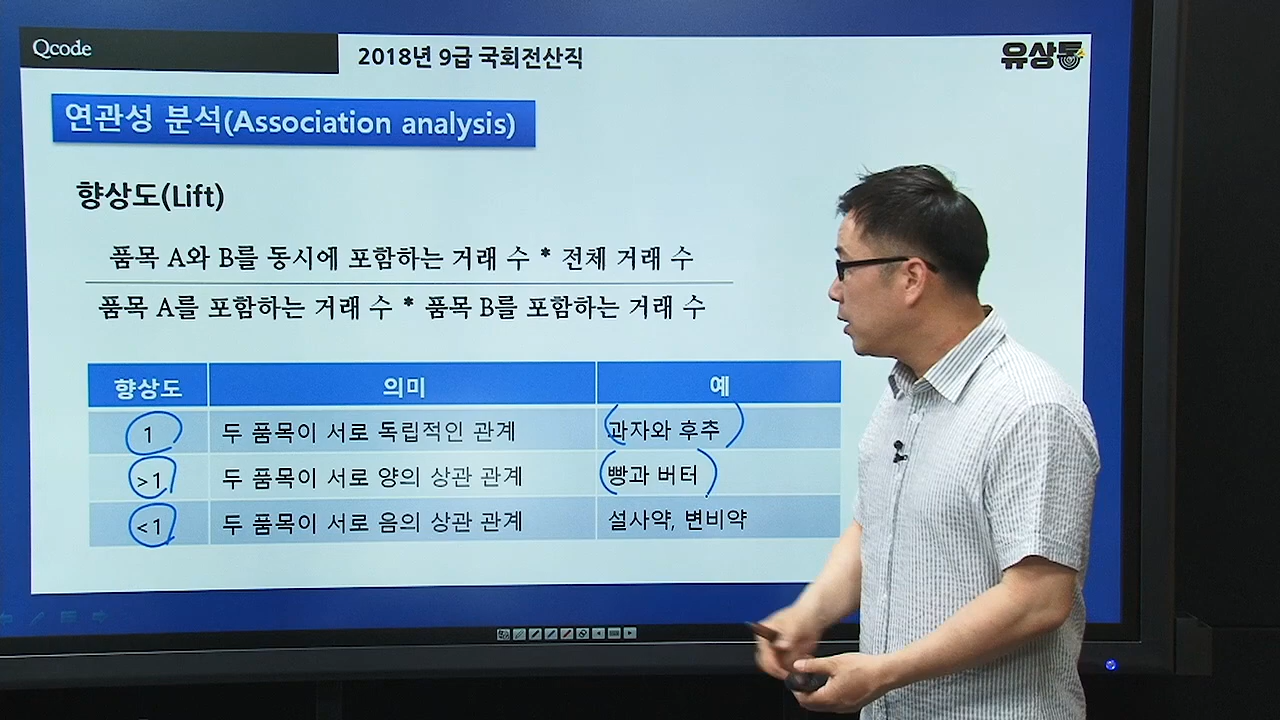 Qcode
2018년 9급 국회전산직
유상통
연관성 분석(Association analysis)
향상도(Lift)
품목 A와 B를 동시에 포함하는 거래 수 * 전체 거래 수
품목 A를 포함하는 거래 수 * 품목 B를 포함하는 거래 수
향상도 의미 예
1 두 품목이 서로 독립적인 관계 과자와 후추
>1 두 품목이 서로 양의 상관 관계 빵과 버터
<1 두 품목이 서로 음의 상관 관계 설사약, 변비약